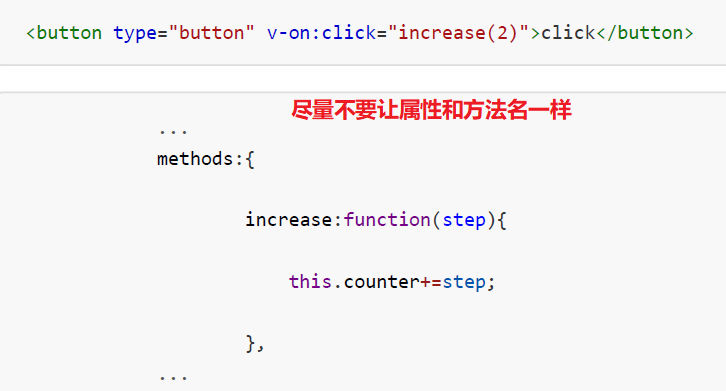 <button type="button" v-on:click="increase(2)">click</button>
尽量不要让属性和方法名一样
...
methods:{
increase:function(step){
this.counter+=step;
},
...